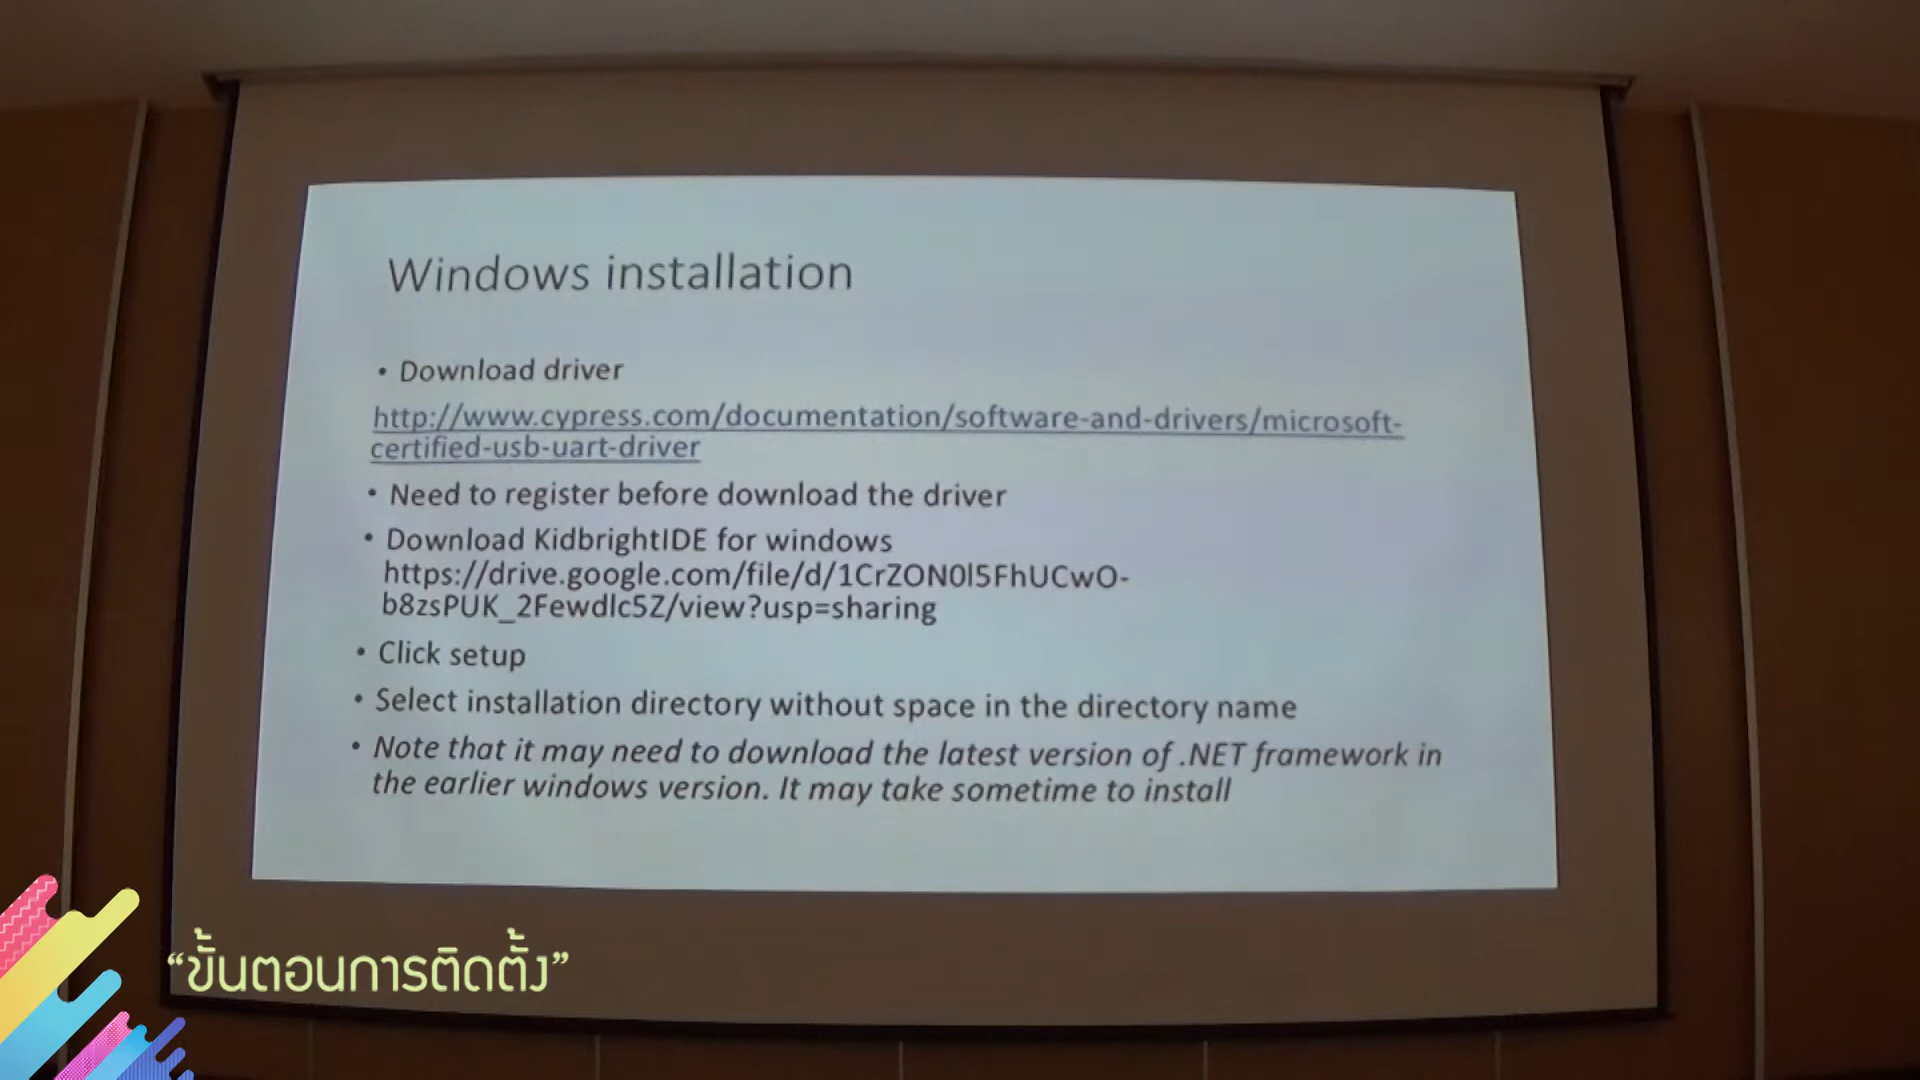 Windows installation
• Download driver
http://www.cypress.com/documentation/software-and-drivers/microsoft-
certified-usb-uart-driver
• Need to register before download the driver
• Download KidbrightIDE for windows
https://drive.google.com/file/d/1CrZON0l5FhUCwO-
b8zsPUK_2Fewdlc5Z/view?usp=sharing
• Click setup
• Select installation directory without space in the directory name
• Note that it may need to download the latest version of .NET framework in
the earlier windows version. It may take sometime to install
“ขั้นตอนการติดตั้ง”